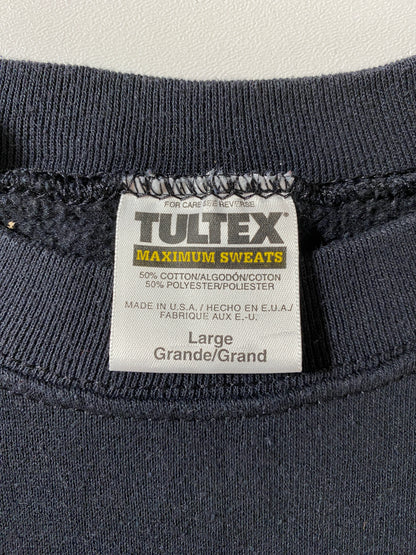 FOR CARE SEE REVERSE
TULTEX®
MAXIMUM SWEATS
50% COTTON/ALGODÓN/COTON
50% POLYESTER/POLIESTER
MADE IN U.S.A. / HECHO EN E.U.A./
FABRIQUE AUX E.-U.
Large
Grande/Grand